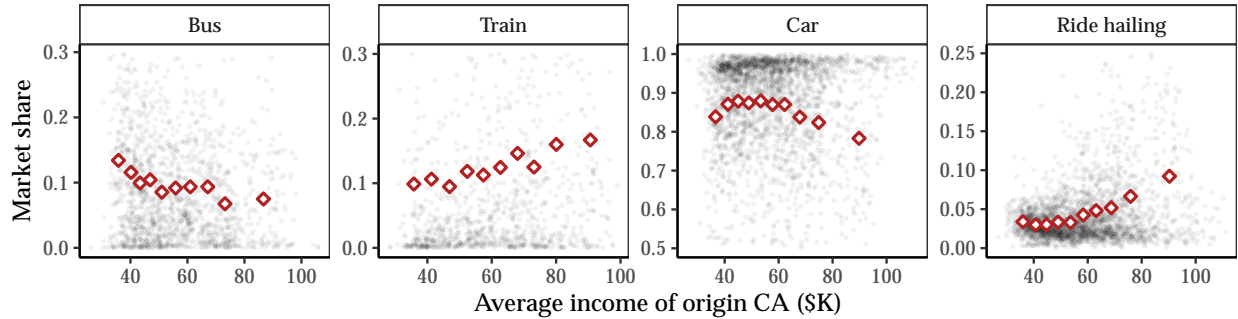 Bus
Train
Car
Ride hailing
Market share
0.3
0.2
0.1
0.0
40 60 80 100
0.3
0.2
0.1
0.0
40 60 80 100
1.0
0.9
0.8
0.7
0.6
0.5
40 60 80 100
0.25
0.20
0.15
0.10
0.05
0.00
40 60 80 100
Average income of origin CA ($K)